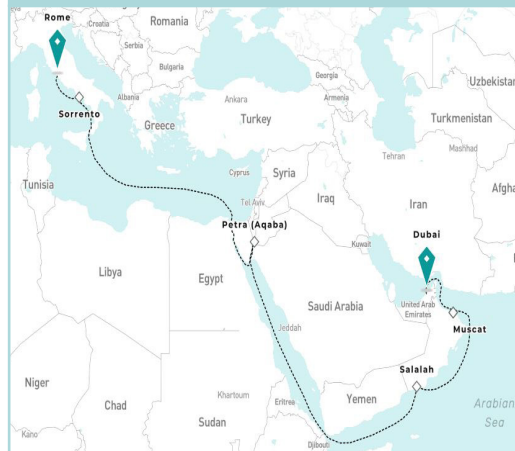 Rome
Croatia
Romania
Serbia
Bulgaria
Georgia
Uzbekistan
Albania
Armenia
Sorrento
Ankara
Greece
Turkey
Turkmenistan
Tehran
Mashhad
Cyprus
Syria
Tunisia
Tel Aviv
Iraq
Iran
Afgha
Petra (Aqaba)
Kuwait
Dubai
Libya
Egypt
United Arab
Emirates
Saudi Arabia
Jeddah
Muscat
Salalah
Niger
Chad
Khartoum
Eritrea
Yemen
Arabian
Sea
Kano
Sudan
Djibouti